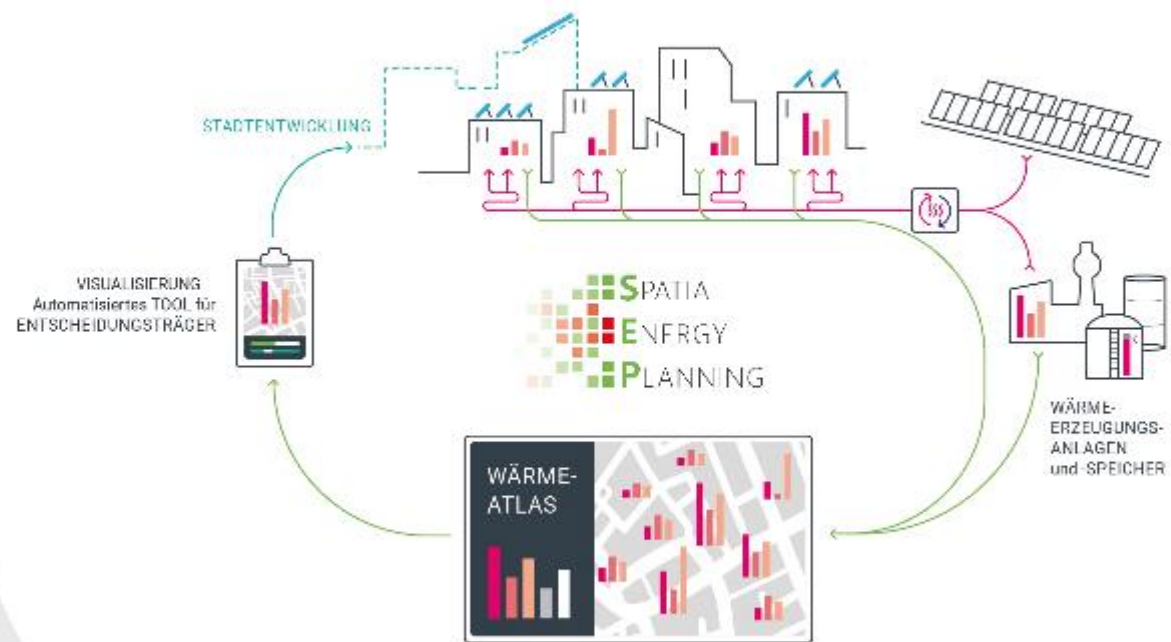 STADTENTWICKLUNG
VISUALISIERUNG
Automatisiertes TOOL für
ENTSCHEIDUNGSTRÄGER
SPATIA
ENERGY
PLANNING
WÄRME-
ERZEUGUNGS-
ANLAGEN
und -SPEICHER
WÄRME-
ATLAS